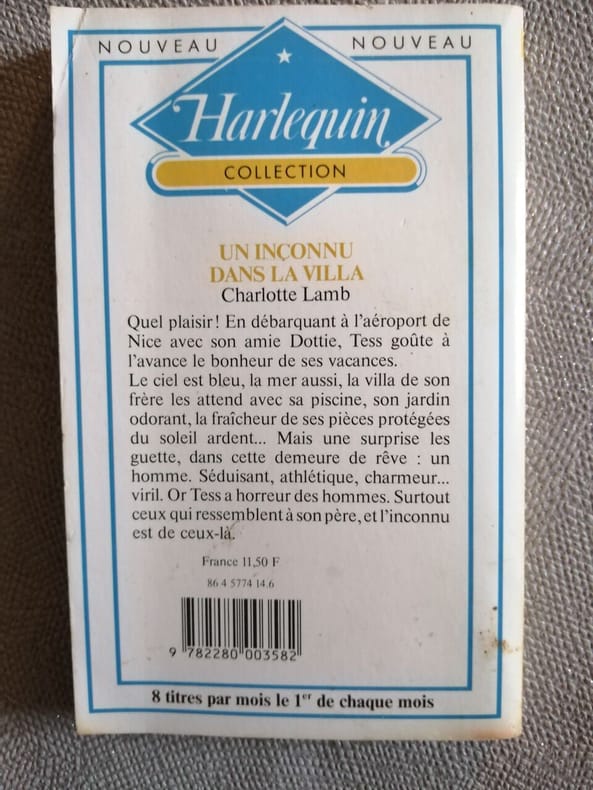 NOUVEAU NOUVEAU
Harlequin
COLLECTION
UN INÇONNU
DANS LA VILLA
Charlotte Lamb
Quel plaisir! En débarquant à l'aéroport de
Nice avec son amie Dottie, Tess goûte à
l'avance le bonheur de ses vacances.
Le ciel est bleu, la mer aussi, la villa de son
frère les attend avec sa piscine, son jardin
odorant, la fraîcheur de ses pièces protégées
du soleil ardent... Mais une surprise les
guette, dans cette demeure de rêve : un
homme. Séduisant, athlétique, charmeur...
viril. Or Tess a horreur des hommes. Surtout
ceux qui ressemblent à son père, et l'inconnu
est de ceux-là.
France 11,50 F
86 4 5774 14.6
9 782280 003582
8 titres par mois le 1er de chaque mois